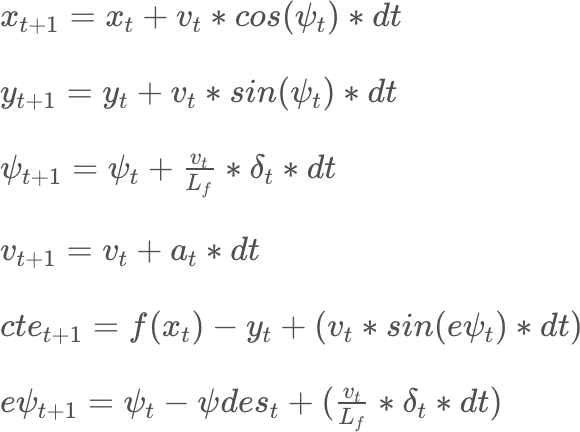 x_{t+1} = x_t + v_t * cos(ψ_t) * dt
y_{t+1} = y_t + v_t * sin(ψ_t) * dt
ψ_{t+1} = ψ_t + \frac{v_t}{L_f} * δ_t * dt
v_{t+1} = v_t + a_t * dt
cte_{t+1} = f(x_t) - y_t + (v_t * sin(eψ_t) * dt)
eψ_{t+1} = ψ_t - ψdes_t + (\frac{v_t}{L_f} * δ_t * dt)